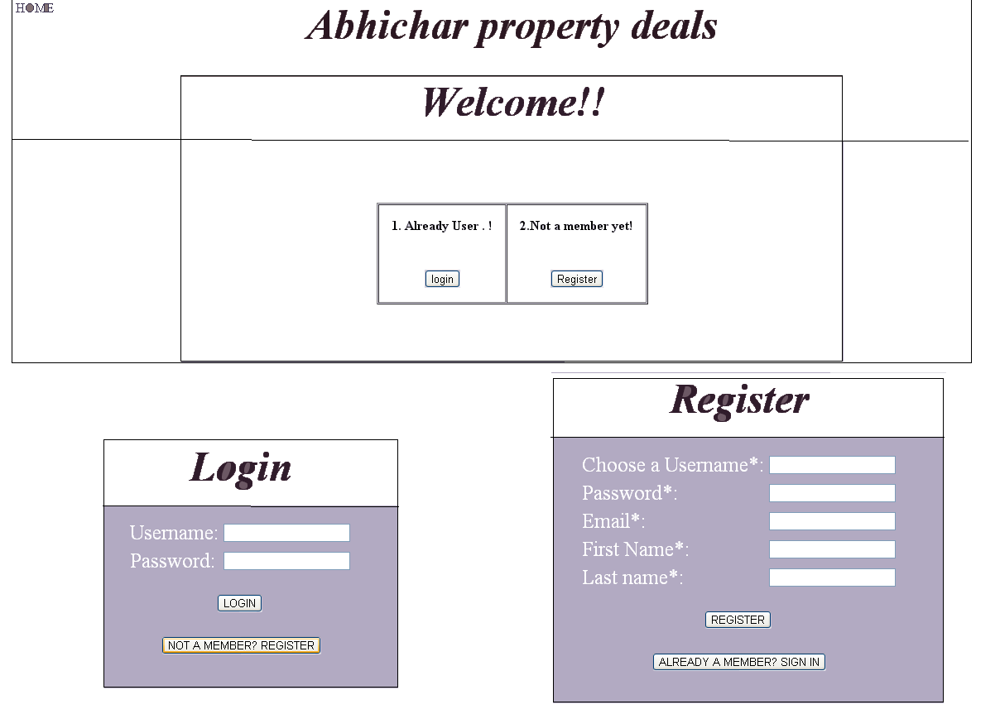 HOME
Abhichar property deals
Welcome!!
1. Already User . !
2.Not a member yet!
login
Register
Login
Username:
Password:
LOGIN
NOT A MEMBER? REGISTER
Register
Choose a Username*:
Password*:
Email*:
First Name*:
Last name*:
REGISTER
ALREADY A MEMBER? SIGN IN